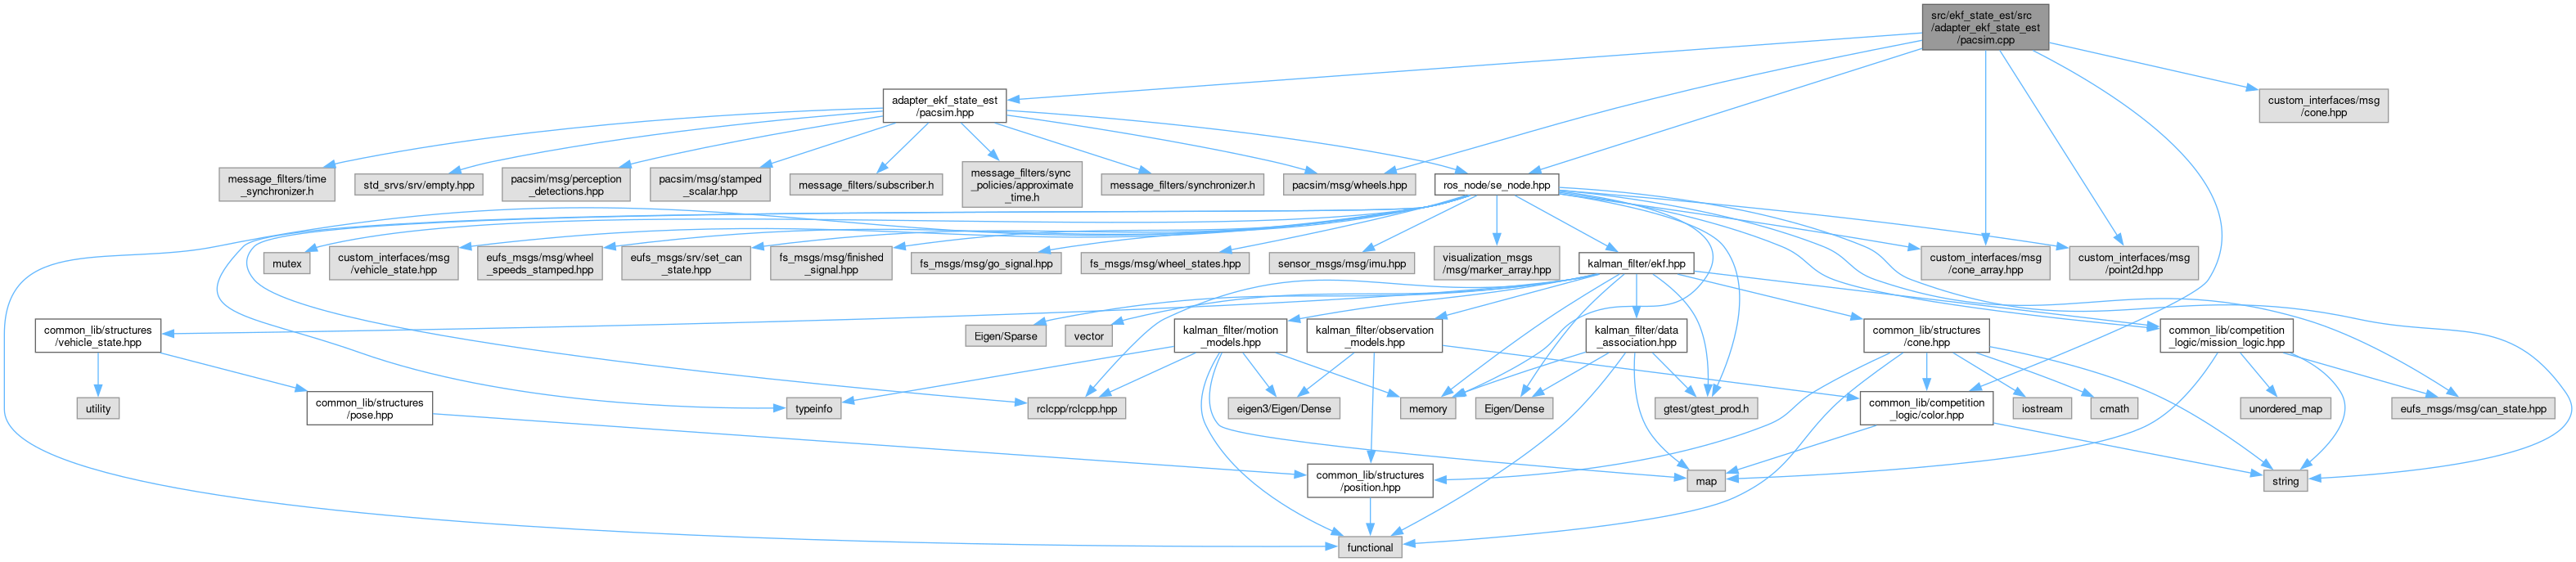 src/ekf_state_est/src
/adapter_ekf_state_est
/pacsim.cpp
adapter_ekf_state_est
/pacsim.hpp
custom_interfaces/msg
/cone.hpp
message_filters/time
_synchronizer.h
std_srvs/srv/empty.hpp
pacsim/msg/perception
_detections.hpp
pacsim/msg/stamped
_scalar.hpp
message_filters/subscriber.h
message_filters/sync
_policies/approximate
_time.h
message_filters/synchronizer.h
pacsim/msg/wheels.hpp
ros_node/se_node.hpp
mutex
custom_interfaces/msg
/vehicle_state.hpp
eufs_msgs/msg/wheel
_speeds_stamped.hpp
eufs_msgs/srv/set_can
_state.hpp
fs_msgs/msg/finished
_signal.hpp
fs_msgs/msg/go_signal.hpp
fs_msgs/msg/wheel_states.hpp
sensor_msgs/msg/imu.hpp
visualization_msgs
/msg/marker_array.hpp
kalman_filter/ekf.hpp
custom_interfaces/msg
/cone_array.hpp
custom_interfaces/msg
/point2d.hpp
common_lib/structures
/vehicle_state.hpp
Eigen/Sparse
vector
kalman_filter/motion
_models.hpp
kalman_filter/observation
_models.hpp
kalman_filter/data
_association.hpp
common_lib/structures
/cone.hpp
common_lib/competition
_logic/mission_logic.hpp
utility
common_lib/structures
/pose.hpp
typeinfo
rclcpp/rclcpp.hpp
eigen3/Eigen/Dense
memory
Eigen/Dense
gtest/gtest_prod.h
common_lib/competition
_logic/color.hpp
iostream
cmath
unordered_map
eufs_msgs/msg/can_state.hpp
common_lib/structures
/position.hpp
map
string
functional